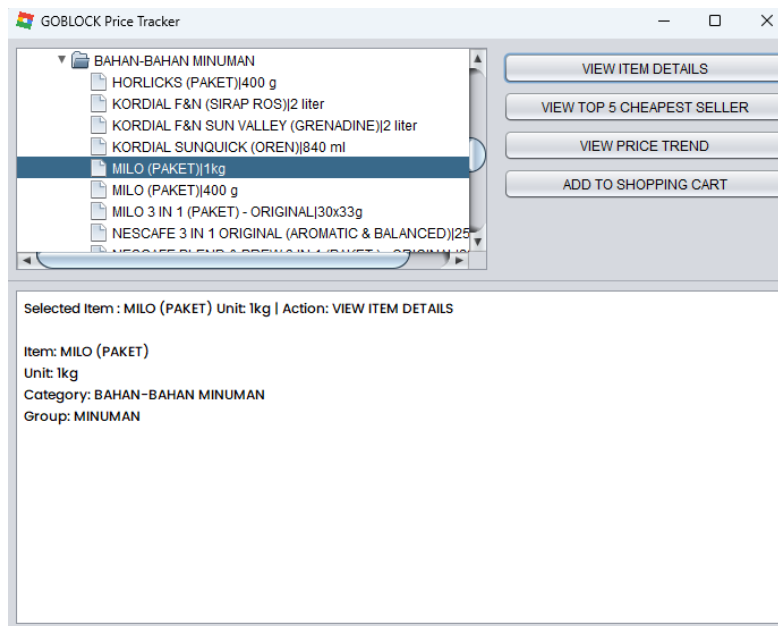 GOBLOCK Price Tracker
BAHAN-BAHAN MINUMAN
HORLICKS (PAKET)|400 g
KORDIAL F&N (SIRAP ROS)|2 liter
KORDIAL F&N SUN VALLEY (GRENADINE)|2 liter
KORDIAL SUNQUICK (OREN)|840 ml
MILO (PAKET)|1kg
MILO (PAKET)|400 g
MILO 3 IN 1 (PAKET) - ORIGINAL|30x33g
NESCAFE 3 IN 1 ORIGINAL (AROMATIC & BALANCED)|25
VIEW ITEM DETAILS
VIEW TOP 5 CHEAPEST SELLER
VIEW PRICE TREND
ADD TO SHOPPING CART
Selected Item : MILO (PAKET) Unit: 1kg | Action: VIEW ITEM DETAILS
Item: MILO (PAKET)
Unit: 1kg
Category: BAHAN-BAHAN MINUMAN
Group: MINUMAN